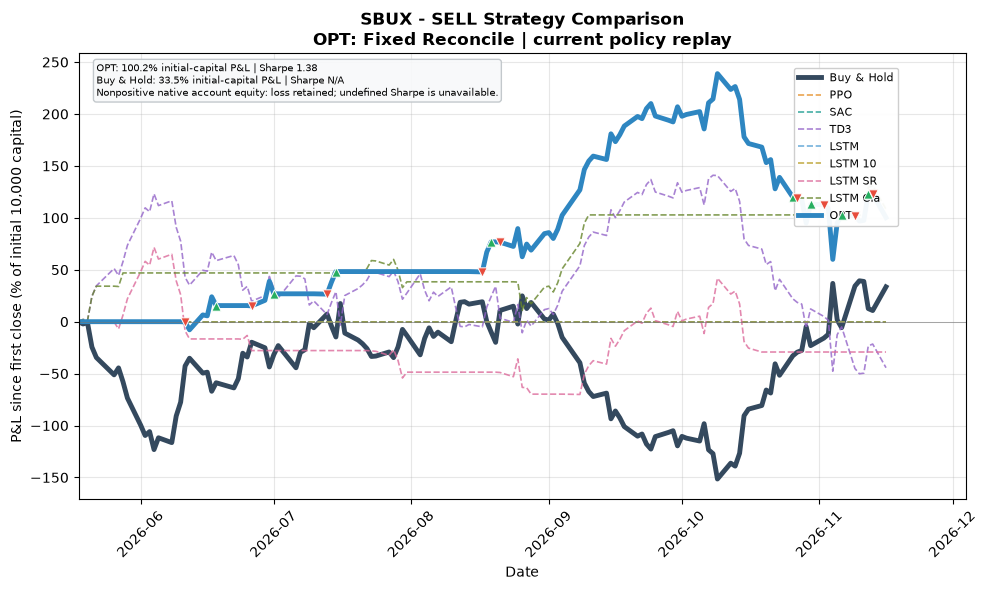 SBUX - SELL Strategy Comparison
OPT: Fixed Reconcile | current policy replay
OPT: 100.2% initial-capital P&L | Sharpe 1.38
Buy & Hold: 33.5% initial-capital P&L | Sharpe N/A
Nonpositive native account equity: loss retained; undefined Sharpe is unavailable.
Buy & Hold
PPO
SAC
TD3
LSTM
LSTM 10
LSTM SR
LSTM
OPT
P&L since first close (% of initial 10,000 capital)
250
200
150
100
50
0
−50
−100
−150
2026-06
2026-07
2026-08
2026-09
2026-10
2026-11
2026-12
Date